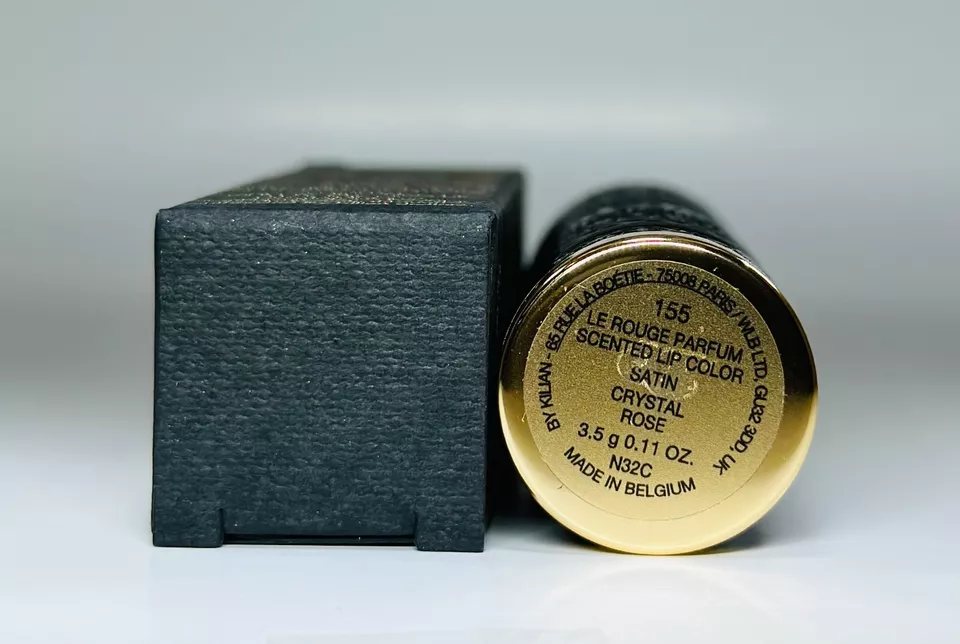 BY KILIAN - 65 RUE LA BOÉTIE - 75008 PARIS / WLB LTD, GU32 3DD, UK
155
LE ROUGE PARFUM
SCENTED LIP COLOR
SATIN
CRYSTAL
ROSE
3.5 g 0.11 OZ.
N32C
MADE IN BELGIUM